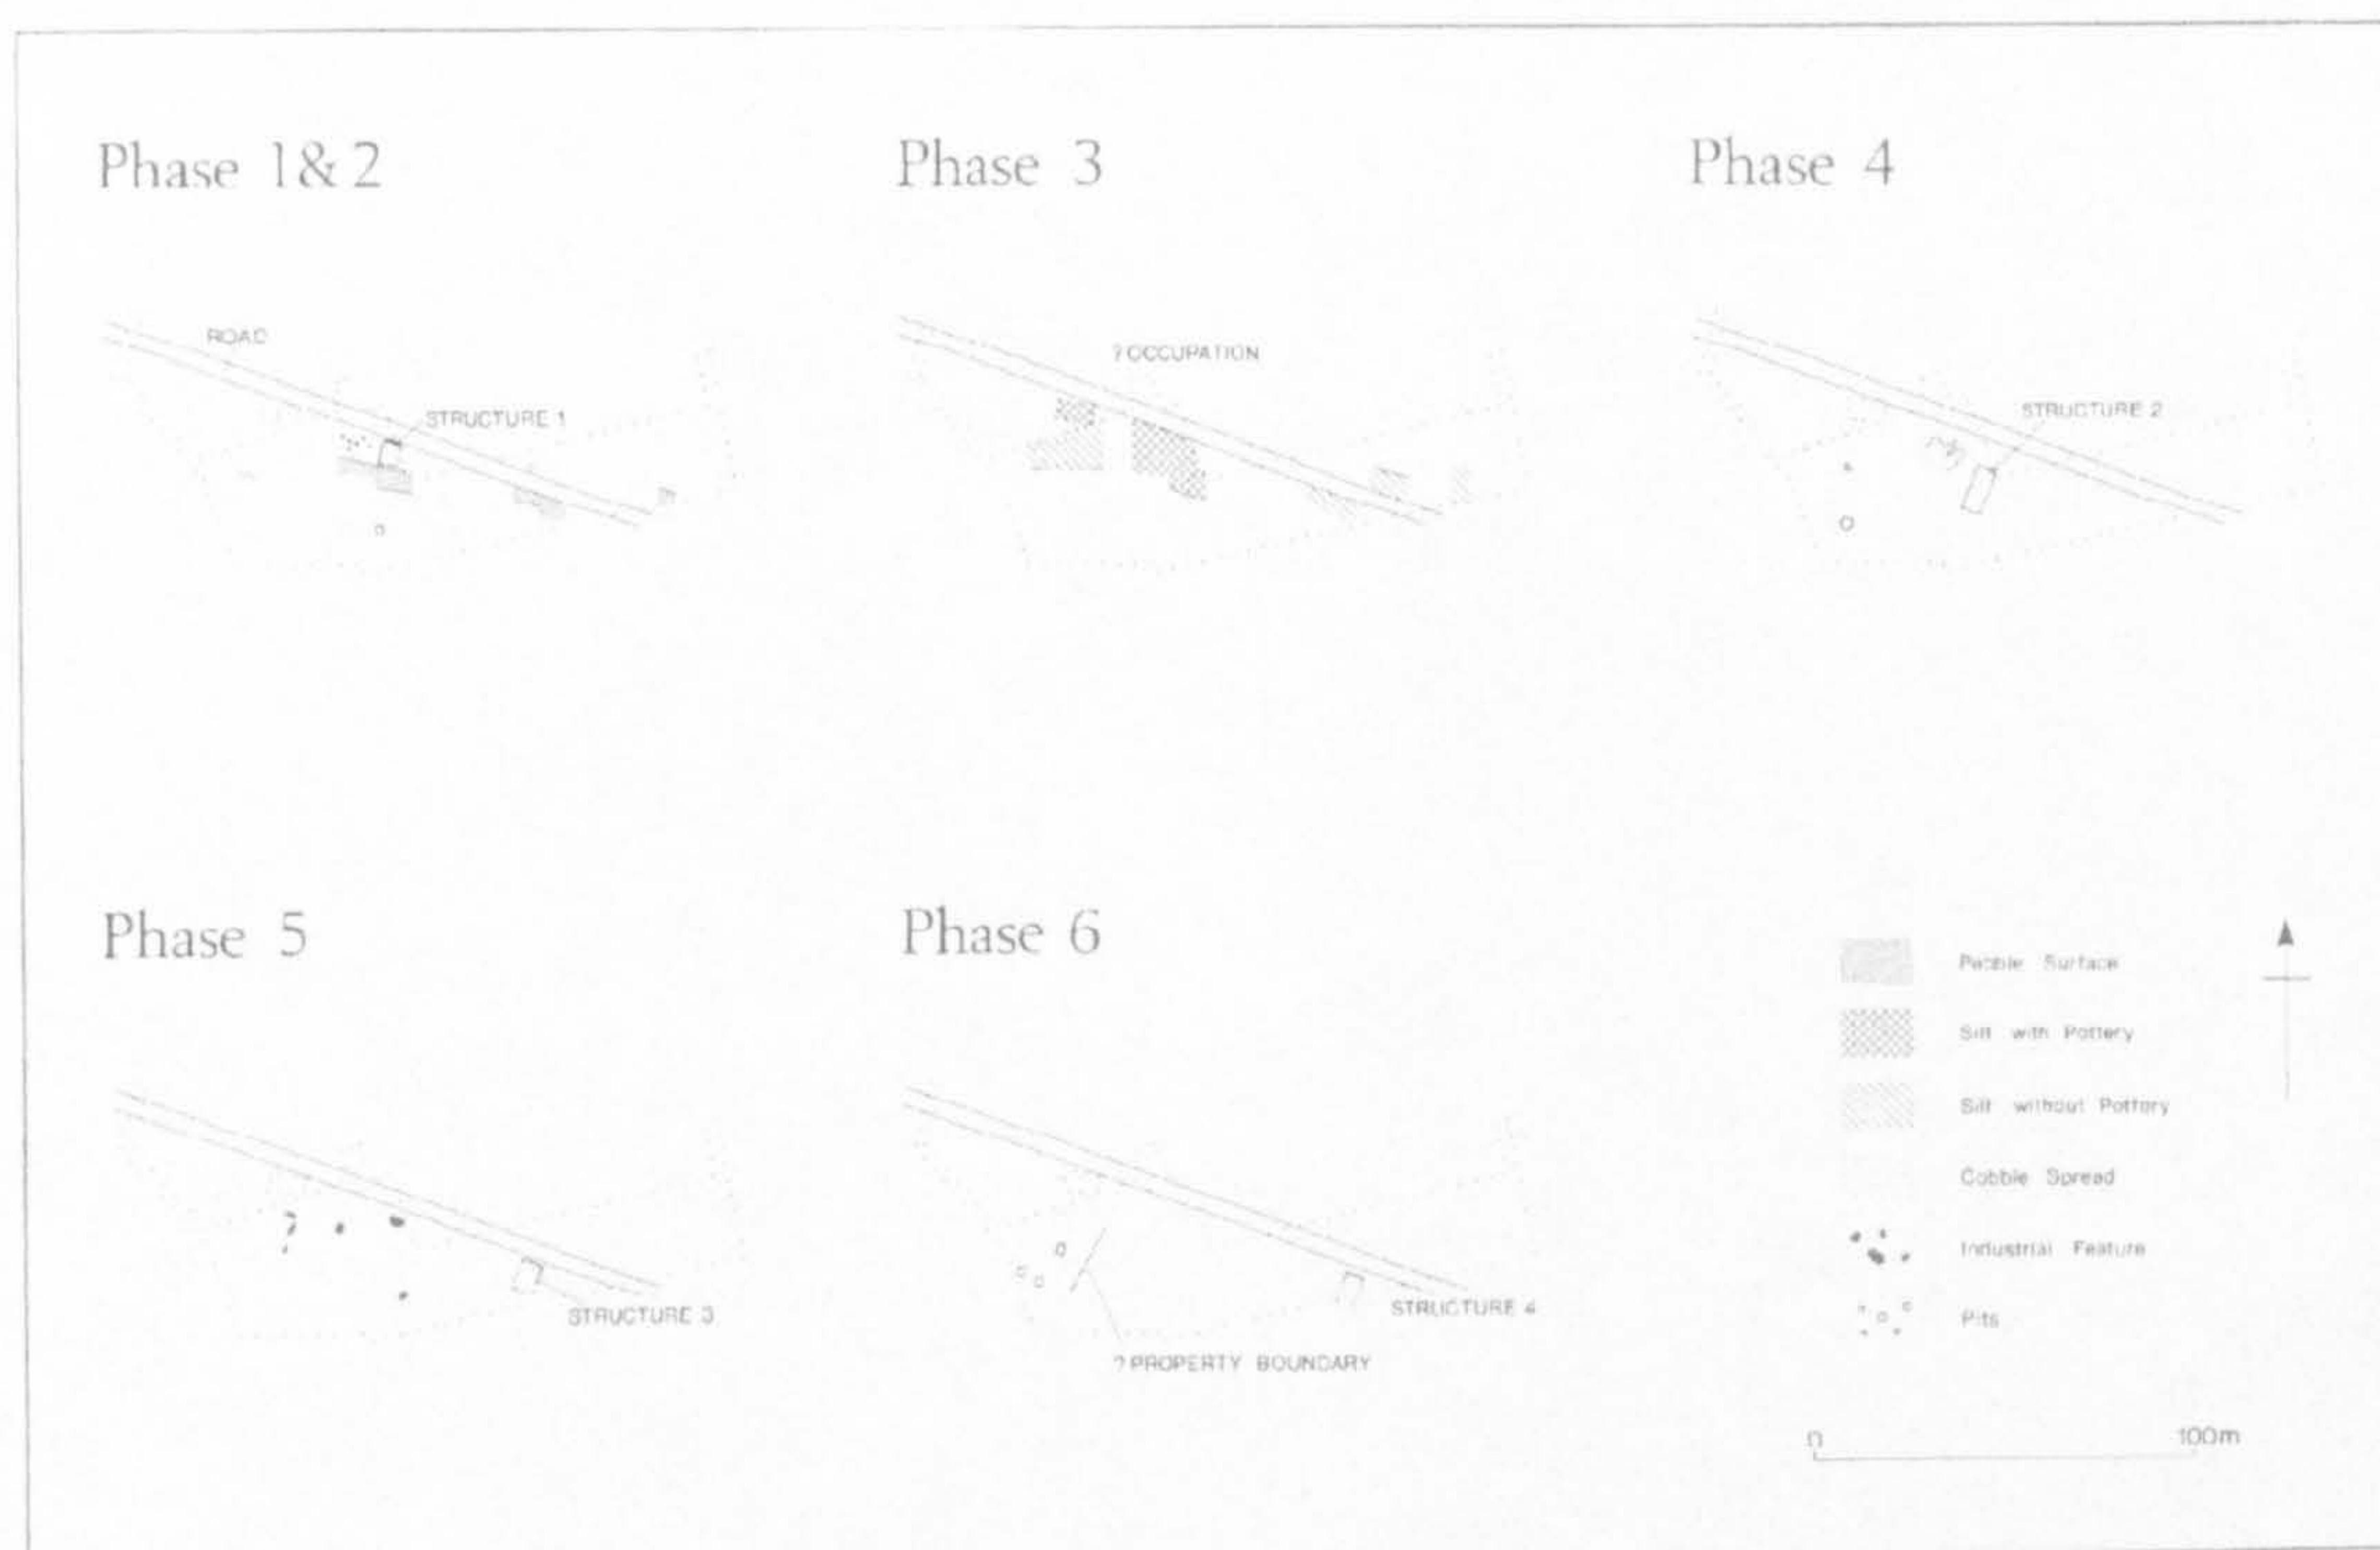 Phase 1&2
ROAD
STRUCTURE 1
Phase 3
? OCCUPATION
Phase 4
STRUCTURE 2
Phase 5
STRUCTURE 3
Phase 6
STRUCTURE 4
? PROPERTY BOUNDARY
Pebble Surface
Silt with Pottery
Silt without Pottery
Cobble Spread
Industrial Feature
Pits
0 100m